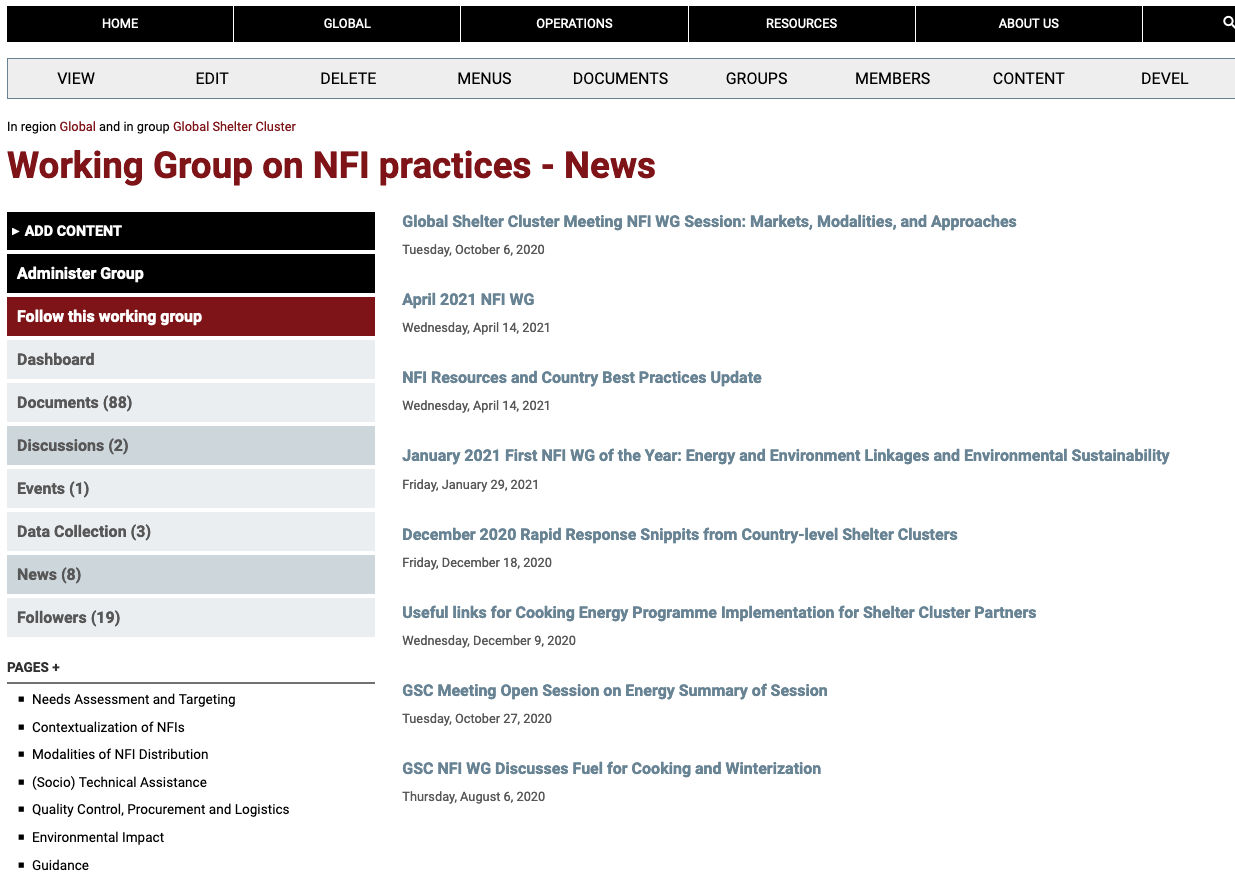 HOME
GLOBAL
OPERATIONS
RESOURCES
ABOUT US
VIEW
EDIT
DELETE
MENUS
DOCUMENTS
GROUPS
MEMBERS
CONTENT
DEVEL
In region Global and in group Global Shelter Cluster
Working Group on NFI practices - News
▸ ADD CONTENT
Administer Group
Follow this working group
Dashboard
Documents (88)
Discussions (2)
Events (1)
Data Collection (3)
News (8)
Followers (19)
PAGES +
Needs Assessment and Targeting
Contextualization of NFIs
Modalities of NFI Distribution
(Socio) Technical Assistance
Quality Control, Procurement and Logistics
Environmental Impact
Guidance
Global Shelter Cluster Meeting NFI WG Session: Markets, Modalities, and Approaches
Tuesday, October 6, 2020
April 2021 NFI WG
Wednesday, April 14, 2021
NFI Resources and Country Best Practices Update
Wednesday, April 14, 2021
January 2021 First NFI WG of the Year: Energy and Environment Linkages and Environmental Sustainability
Friday, January 29, 2021
December 2020 Rapid Response Snippits from Country-level Shelter Clusters
Friday, December 18, 2020
Useful links for Cooking Energy Programme Implementation for Shelter Cluster Partners
Wednesday, December 9, 2020
GSC Meeting Open Session on Energy Summary of Session
Tuesday, October 27, 2020
GSC NFI WG Discusses Fuel for Cooking and Winterization
Thursday, August 6, 2020